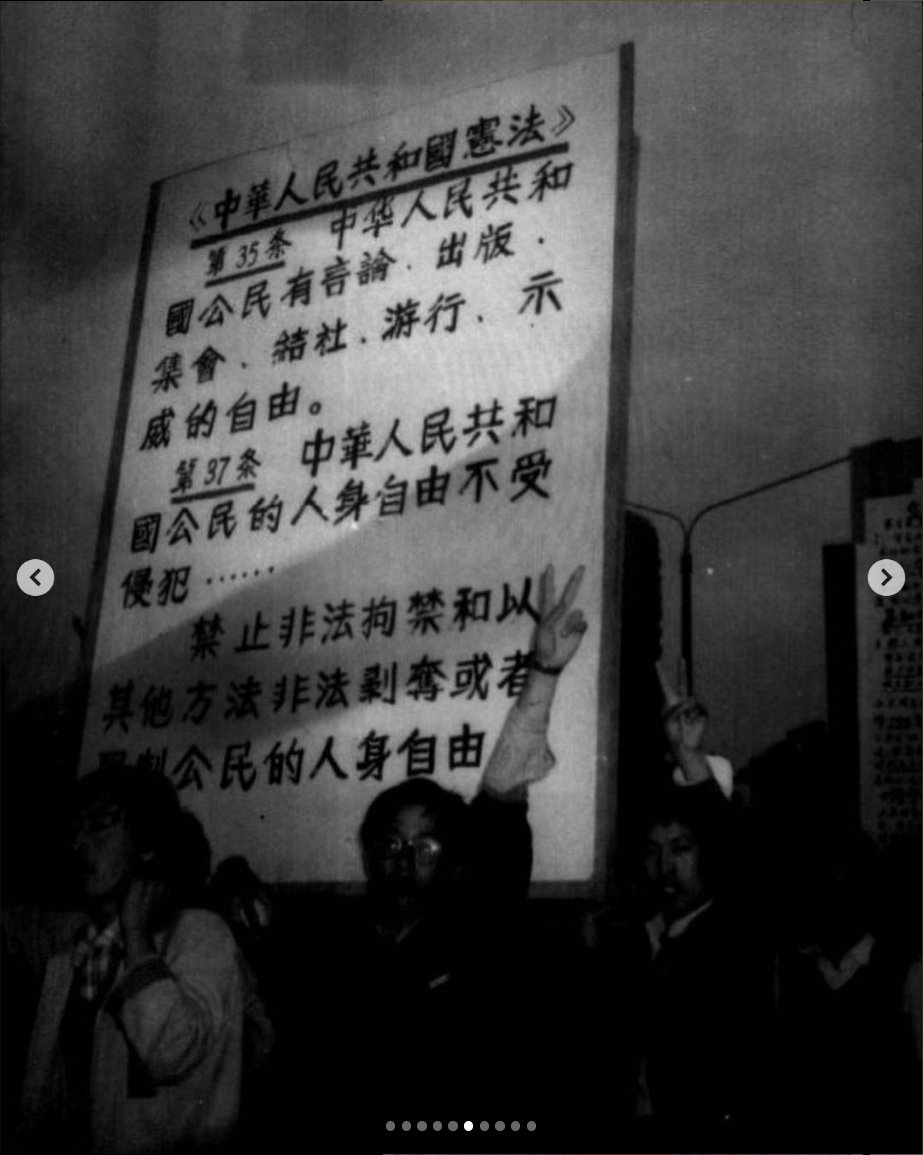 《中華人民共和國憲法》
第35条 中华人民共和
國公民有言論、出版、
集會、結社、游行、示
威的自由。
第37条 中華人民共和
國公民的人身自由不受
侵犯……
禁止非法拘禁和以
其他方法非法剥奪或者
公民的人身自由